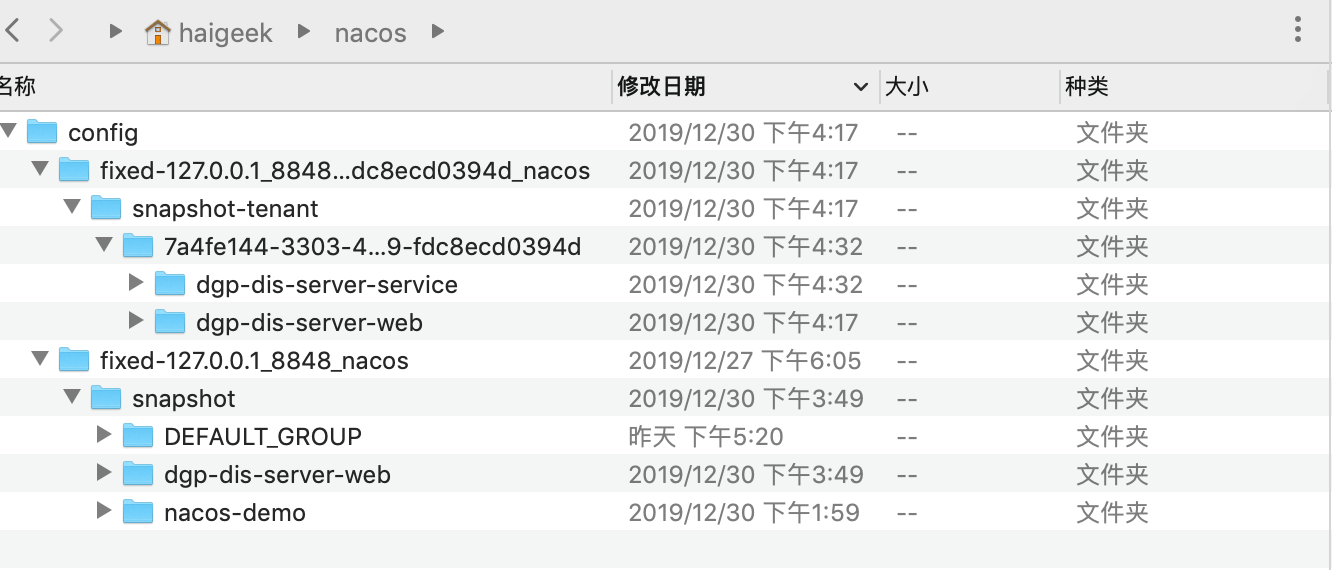 haigeek nacos
名称 修改日期 大小 种类
config 2019/12/30 下午4:17 -- 文件夹
fixed-127.0.0.1_8848...dc8ecd0394d_nacos 2019/12/30 下午4:17 -- 文件夹
snapshot-tenant 2019/12/30 下午4:17 -- 文件夹
7a4fe144-3303-4...9-fdc8ecd0394d 2019/12/30 下午4:32 -- 文件夹
dgp-dis-server-service 2019/12/30 下午4:32 -- 文件夹
dgp-dis-server-web 2019/12/30 下午4:17 -- 文件夹
fixed-127.0.0.1_8848_nacos 2019/12/27 下午6:05 -- 文件夹
snapshot 2019/12/30 下午3:49 -- 文件夹
DEFAULT_GROUP 昨天 下午5:20 -- 文件夹
dgp-dis-server-web 2019/12/30 下午3:49 -- 文件夹
nacos-demo 2019/12/30 下午1:59 -- 文件夹